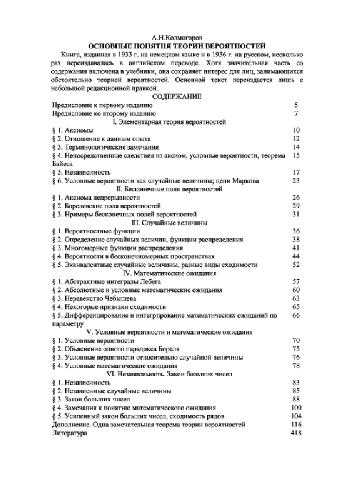 А.Н.Колмогоров
ОСНОВНЫЕ ПОНЯТИЯ ТЕОРИИ ВЕРОЯТНОСТЕЙ
Книга, изданная в 1933 г. на немецком языке и в 1936 г. на русском, несколько
раз переиздавалась в английском переводе. Хотя значительная часть со
содержания включена в учебники, она сохраняет интерес для лиц, занимающихся
обстоятельно теорией вероятностей. Основной текст переиздается лишь с
небольшой редакционной правкой.
СОДЕРЖАНИЕ
Предисловие к первому изданию 5
Предисловие ко второму изданию 7
I. Элементарная теория вероятностей
§ 1. Аксиомы 10
§ 2. Отношение к данным опыта 12
§ 3. Терминологические замечания 14
§ 4. Непосредственные следствия из аксиом, условные вероятности, теорема 15
Байеса
§ 5. Независимость 17
§ 6. Условные вероятности как случайные величины; цепи Маркова 23
II. Бесконечные поля вероятностей
§ 1. Аксиома непрерывности 26
§ 2. Борелевские поля вероятностей 29
§ 3. Примеры бесконечных полей вероятностей 31
III. Случайные величины
§ 1. Вероятностные функции 36
§ 2. Определение случайных величин, функции распределения 38
§ 3. Многомерные функции распределения 41
§ 4. Вероятности в бесконечномерных пространствах 44
§ 5. Эквивалентные случайные величины, разные виды сходимости 52
IV. Математические ожидания
§ 1. Абстрактные интегралы Лебега 57
§ 2. Абсолютные и условные математические ожидания 60
§ 3. Неравенство Чебышева 63
§ 4. Некоторые признаки сходимости 65
§ 5. Дифференцирование и интегрирование математических ожиданий по 66
параметру
V. Условные вероятности и математические ожидания
§ 1. Условные вероятности 70
§ 2. Объяснение одного парадокса Бореля 75
§ 3. Условные вероятности относительно случайной величины 76
§ 4. Условные математические ожидания 78
VI. Независимость. Закон больших чисел
§ 1. Независимость 83
§ 2. Независимые случайные величины 85
§ 3. Закон больших чисел 88
§ 4. Замечания к понятию математического ожидания 100
§ 5. Усиленный закон больших чисел, сходимость рядов 104
Дополнение. Одна замечательная теорема теории вероятностей 116
Литература 418